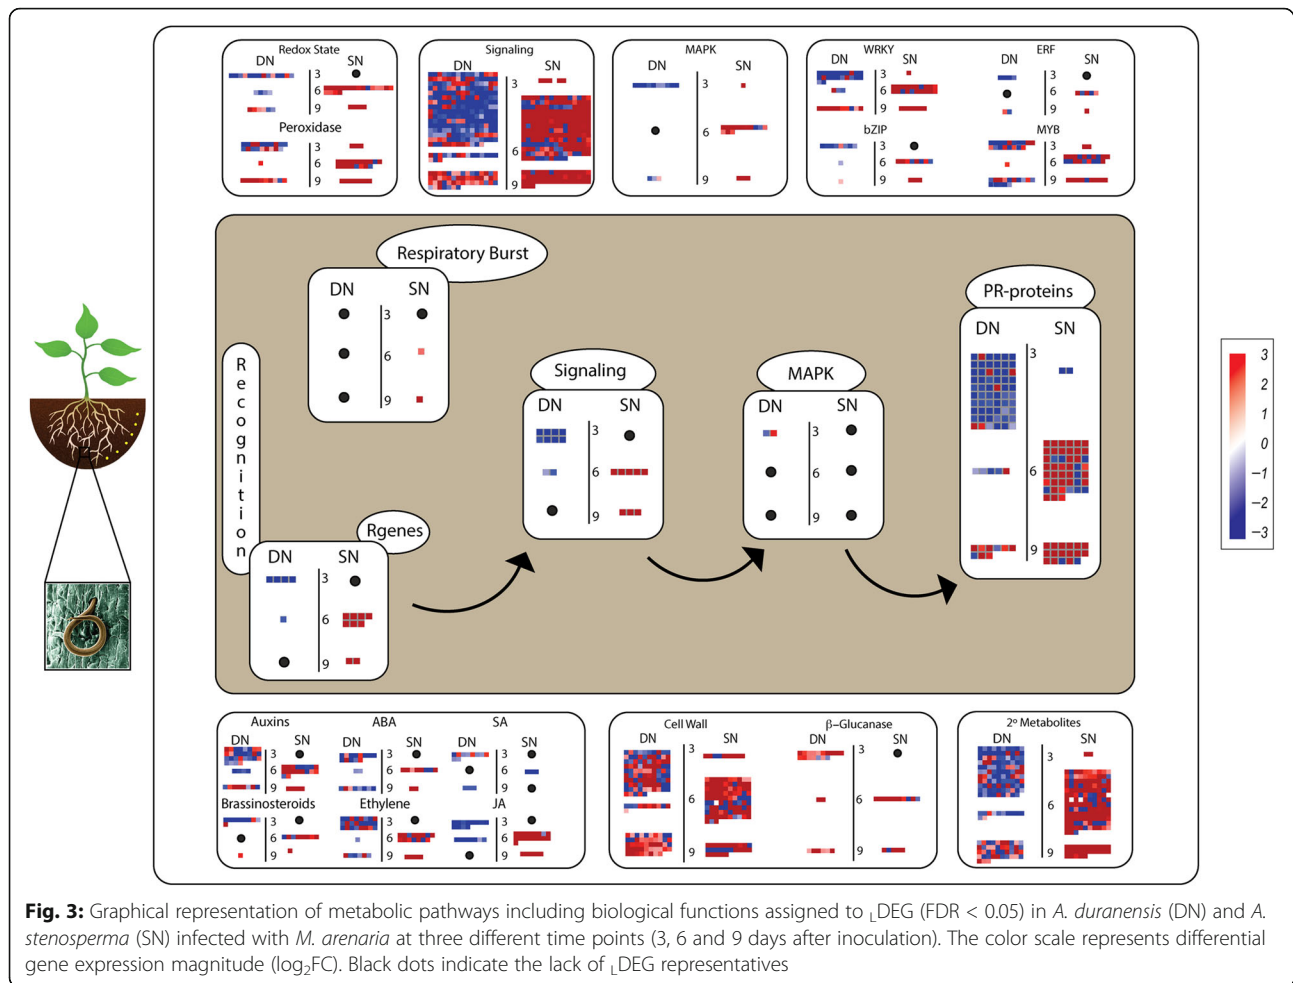 Redox State
DN SN
3
6
9
Peroxidase
3
6
9
Signaling
DN SN
3
6
9
MAPK
DN SN
3
6
9
WRKY
DN SN
3
6
9
ERF
DN SN
3
6
9
bZIP
3
6
9
MYB
3
6
9
Respiratory Burst
DN SN
3
6
9
Recognition
Rgenes
DN SN
3
6
9
Signaling
DN SN
3
6
9
MAPK
DN SN
3
6
9
PR-proteins
DN SN
3
6
9
3
2
1
0
−1
−2
−3
Auxins
DN SN
3
6
9
ABA
DN SN
3
6
9
SA
DN SN
3
6
9
Brassinosteroids
3
6
9
Ethylene
3
6
9
JA
3
6
9
Cell Wall
DN SN
3
6
9
β-Glucanase
DN SN
3
6
9
2º Metabolites
DN SN
3
6
9
Fig. 3: Graphical representation of metabolic pathways including biological functions assigned to LDEG (FDR < 0.05) in A. duranensis (DN) and A.
stenosperma (SN) infected with M. arenaria at three different time points (3, 6 and 9 days after inoculation). The color scale represents differential
gene expression magnitude (log2FC). Black dots indicate the lack of LDEG representatives